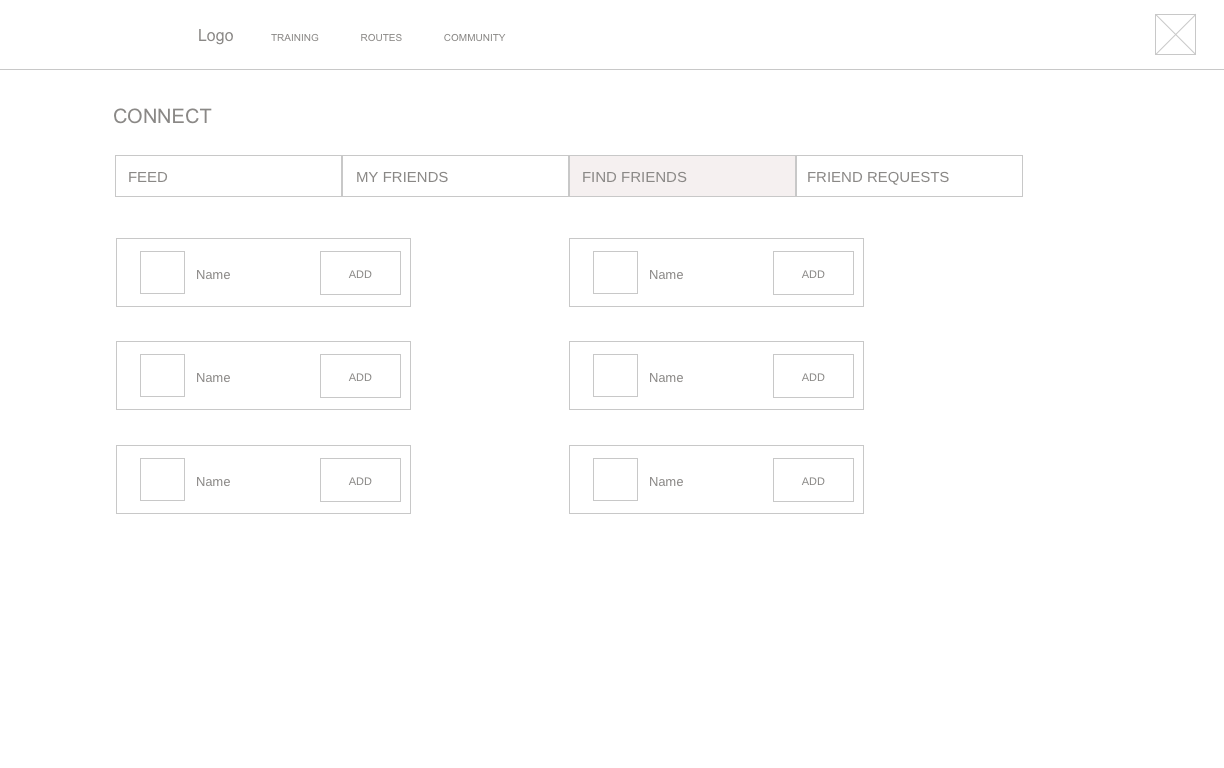 Logo TRAINING ROUTES COMMUNITY
CONNECT
FEED MY FRIENDS FIND FRIENDS FRIEND REQUESTS
Name ADD Name ADD
Name ADD Name ADD
Name ADD Name ADD